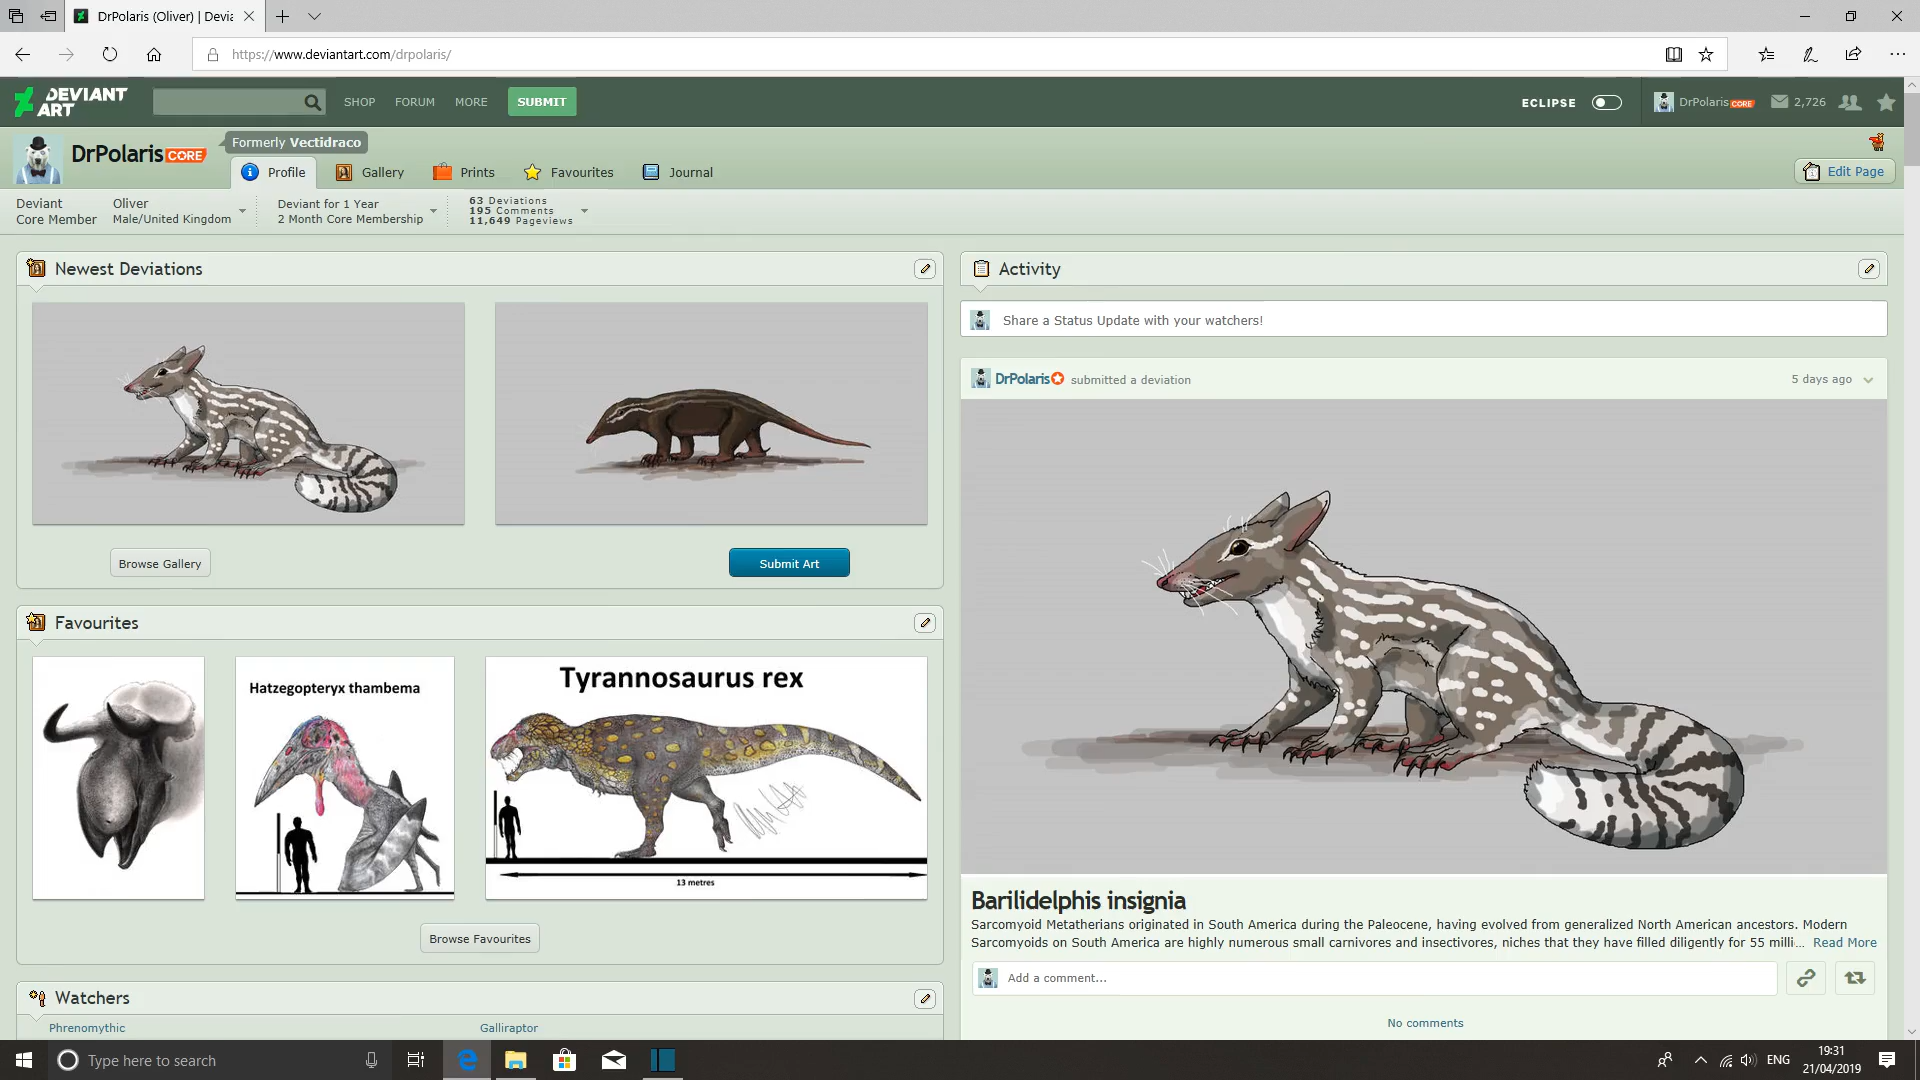 DrPolaris (Oliver) | Devia
https://www.deviantart.com/drpolaris/
DEVIANT
ART
SHOP
FORUM
MORE
SUBMIT
ECLIPSE
DrPolaris CORE
2,726
DrPolaris CORE
Formerly Vectidraco
Profile
Gallery
Prints
Favourites
Journal
Edit Page
Deviant
Core Member
Oliver
Male/United Kingdom
Deviant for 1 Year
2 Month Core Membership
63 Deviations
195 Comments
11,649 Pageviews
Newest Deviations
Browse Gallery
Submit Art
Favourites
Hatzegopteryx thambema
Tyrannosaurus rex
13 metres
Browse Favourites
Watchers
Phrenomythic
Galliraptor
Activity
Share a Status Update with your watchers!
DrPolaris submitted a deviation
5 days ago
Barilidelphis insignia
Sarcomyoid Metatherians originated in South America during the Paleocene, having evolved from generalized North American ancestors. Modern
Sarcomyoids on South America are highly numerous small carnivores and insectivores, niches that they have filled diligently for 55 milli... Read More
Add a comment...
No comments
Type here to search
ENG
19:31
21/04/2019